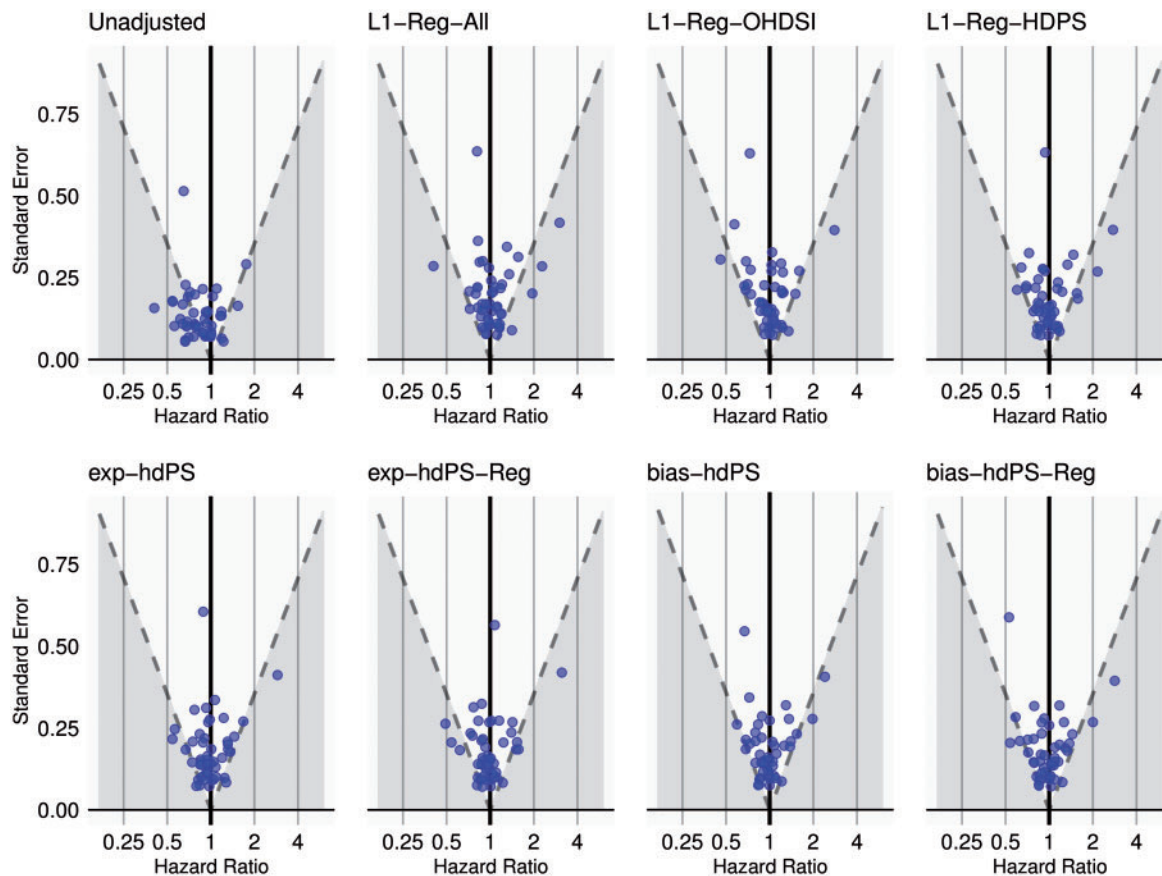 Unadjusted
L1−Reg−All
L1−Reg−OHDSI
L1−Reg−HDPS
Standard Error
0.75
0.50
0.25
0.00
0.25 0.5 1 2 4
0.25 0.5 1 2 4
0.25 0.5 1 2 4
0.25 0.5 1 2 4
Hazard Ratio
Hazard Ratio
Hazard Ratio
Hazard Ratio
exp−hdPS
exp−hdPS−Reg
bias−hdPS
bias−hdPS−Reg
Standard Error
0.75
0.50
0.25
0.00
0.25 0.5 1 2 4
0.25 0.5 1 2 4
0.25 0.5 1 2 4
0.25 0.5 1 2 4
Hazard Ratio
Hazard Ratio
Hazard Ratio
Hazard Ratio